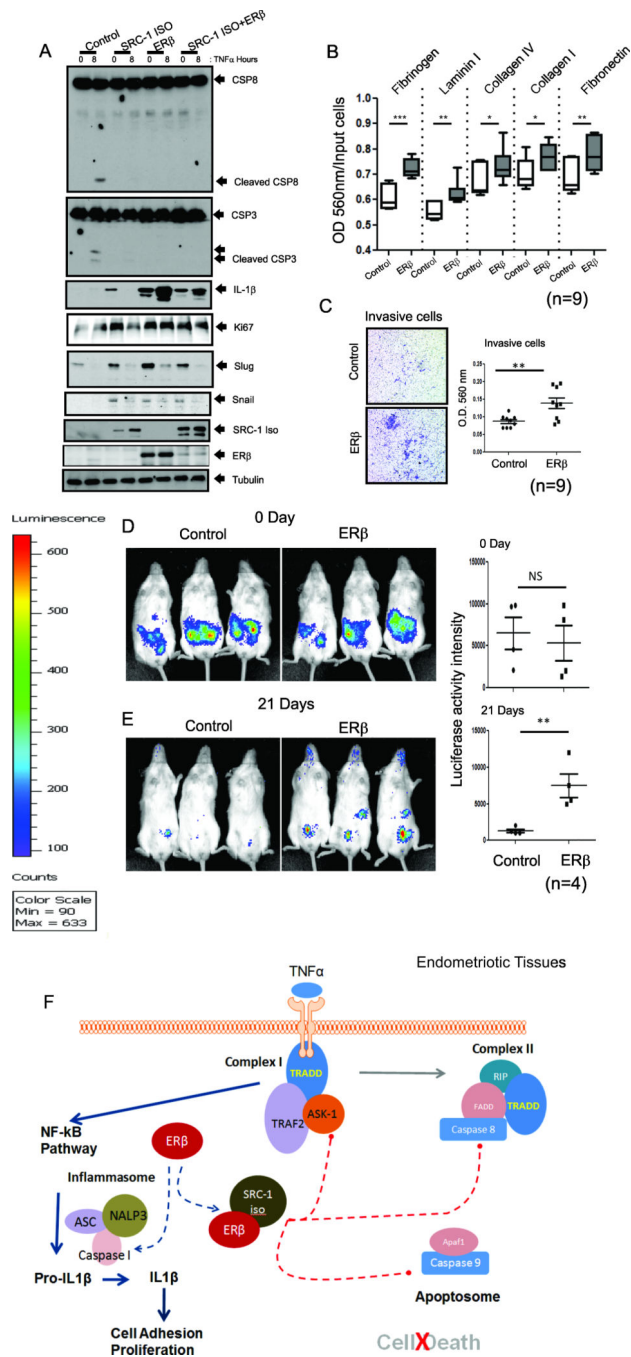 A
Control
SRC-1 ISO
ERβ
SRC-1 ISO+ERβ
0 8 0 8 0 8 0 8 : TNFα Hours
CSP8
Cleaved CSP8
CSP3
Cleaved CSP3
IL-1β
Ki67
Slug
Snail
SRC-1 Iso
ERβ
Tubulin
B
Fibrinogen
Laminin I
Collagen IV
Collagen I
Fibronectin
*** ** * * **
OD 560nm/Input cells
1.0
0.9
0.8
0.7
0.6
0.5
0.4
Control ERβ Control ERβ Control ERβ Control ERβ Control ERβ
(n=9)
C
Invasive cells
Control
ERβ
Invasive cells
**
O.D. 560 nm
0.20
0.15
0.10
0.05
0.00
Control ERβ
(n=9)
Luminescence
600
500
400
300
200
100
Counts
Color Scale
Min = 90
Max = 633
D
0 Day
Control ERβ
E
21 Days
Control ERβ
Luciferase activity intensity
0 Day
NS
150000
100000
50000
0
21 Days
**
15000
10000
5000
0
Control ERβ
(n=4)
F
TNFα
Endometriotic Tissues
Complex I
TRADD
TRAF2
ASK-1
Complex II
RIP
FADD
TRADD
Caspase 8
NF-kB
Pathway
ERβ
Inflammasome
ASC
NALP3
Caspase I
SRC-1
iso
ERβ
Apaf1
Caspase 9
Apoptosome
Pro-IL1β
IL1β
Cell Adhesion
Proliferation
Cell X Death